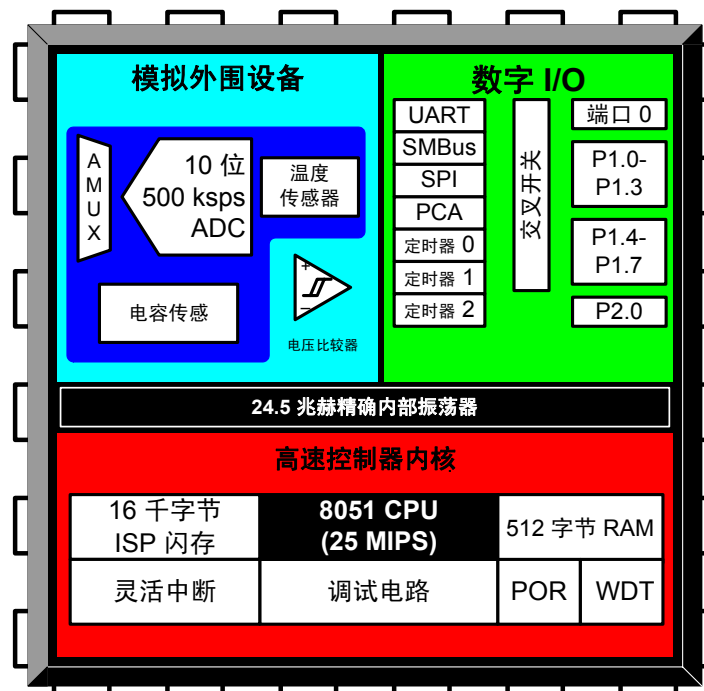 模拟外围设备
A
M
U
X
10 位
500 ksps
ADC
温度
传感器
电容传感
+
−
电压比较器
数字 I/O
UART
SMBus
SPI
PCA
定时器 0
定时器 1
定时器 2
交叉开关
端口 0
P1.0-
P1.3
P1.4-
P1.7
P2.0
24.5 兆赫精确内部振荡器
高速控制器内核
16 千字节
ISP 闪存
8051 CPU
(25 MIPS)
512 字节 RAM
灵活中断
调试电路
POR
WDT